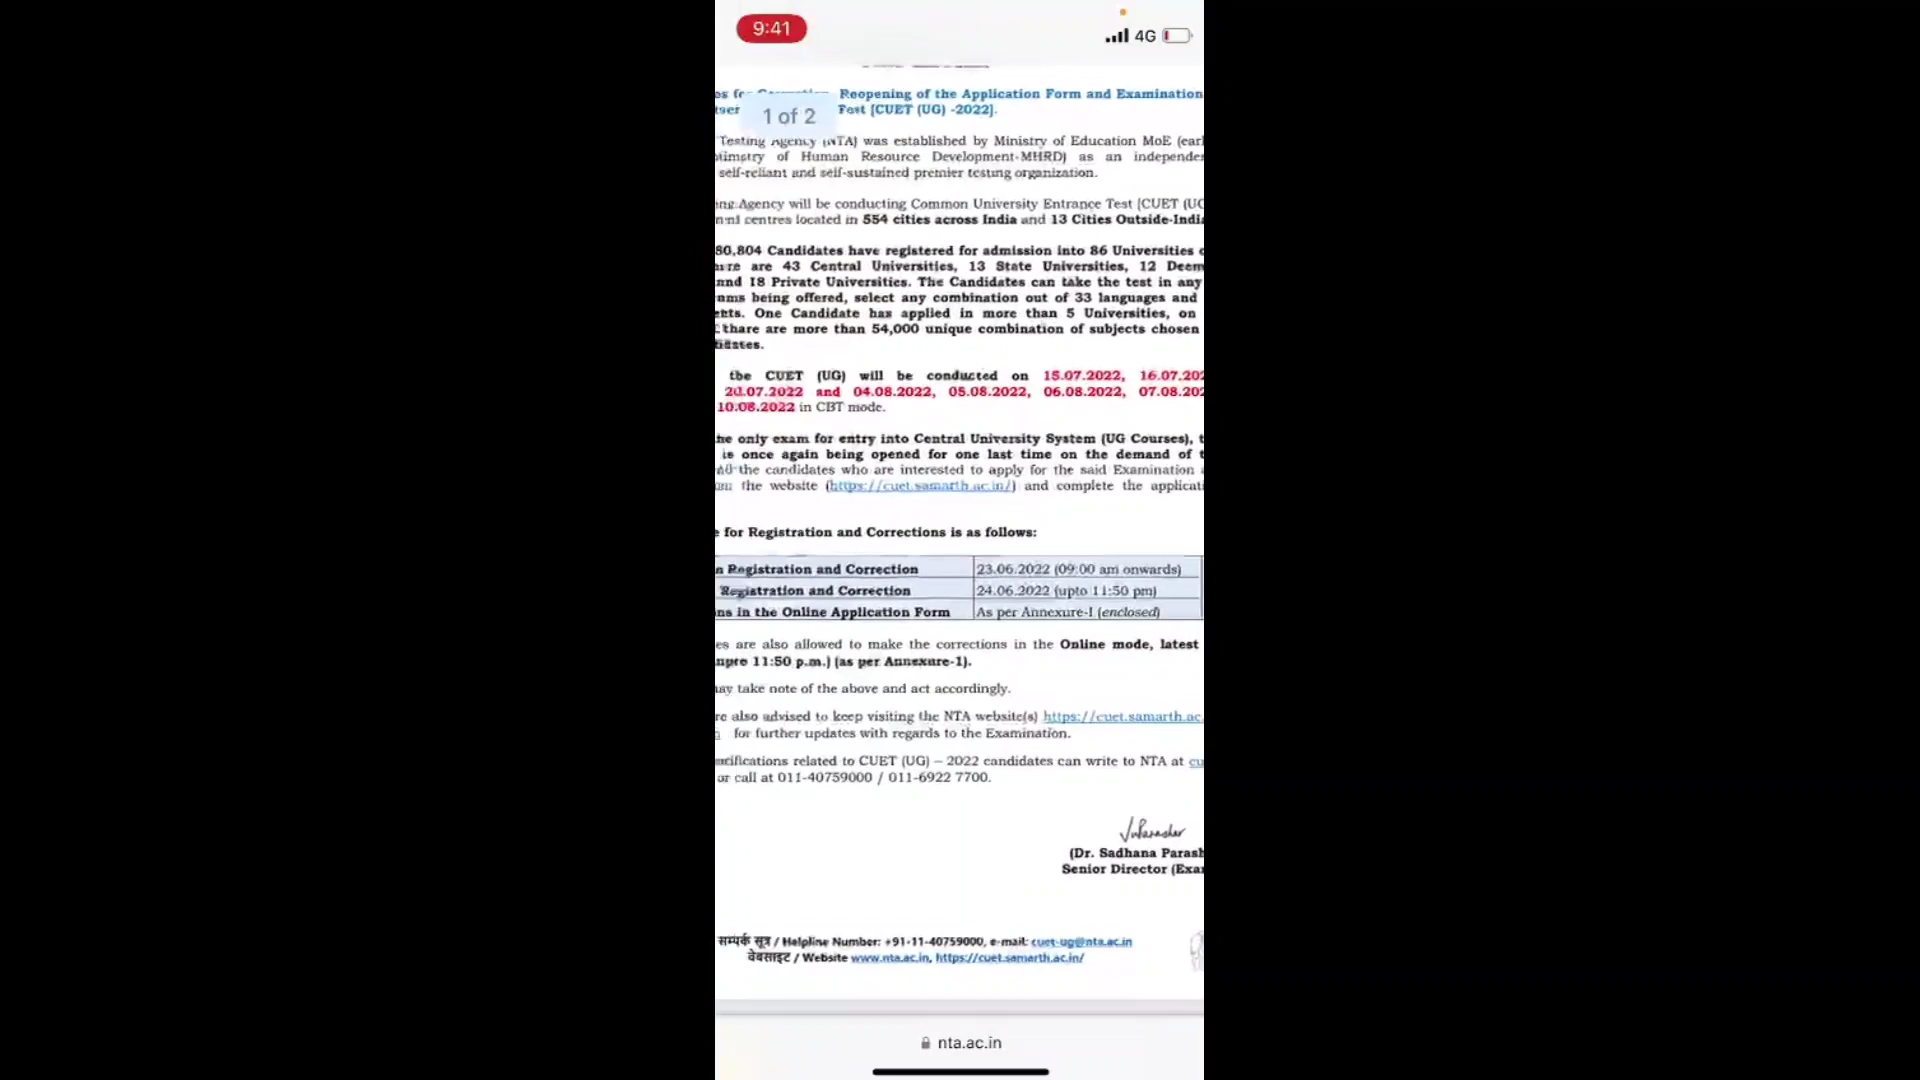 9:41
4G
Reopening of the Application Form and Examination
1 of 2
Test [CUET (UG) -2022].
Testing Agency (NTA) was established by Ministry of Education MoE (earl
of Human Resource Development-MHRD) as an independen
self-reliant and self-sustained premier testing organization.
Agency will be conducting Common University Entrance Test [CUET (UG
centres located in 554 cities across India and 13 Cities Outside-India
80,804 Candidates have registered for admission into 86 Universities
are 43 Central Universities, 13 State Universities, 12 Deem
and 18 Private Universities. The Candidates can take the test in any
being offered, select any combination out of 33 languages and
One Candidate has applied in more than 5 Universities, on
thare are more than 54,000 unique combination of subjects chosen
the CUET (UG) will be conducted on 15.07.2022, 16.07.202
20.07.2022 and 04.08.2022, 05.08.2022, 06.08.2022, 07.08.202
10.08.2022 in CBT mode.
he only exam for entry into Central University System (UG Courses), t
is once again being opened for one last time on the demand of t
the candidates who are interested to apply for the said Examination
the website (https://cuet.samarth.ac.in/) and complete the applicati
e for Registration and Corrections is as follows:
n Registration and Correction 23.06.2022 (09:00 am onwards)
Registration and Correction 24.06.2022 (upto 11:50 pm)
ns in the Online Application Form As per Annexure-I (enclosed)
es are also allowed to make the corrections in the Online mode, latest
11:50 p.m.) (as per Annexure-1).
ay take note of the above and act accordingly.
re also advised to keep visiting the NTA website(s) https://cuet.samarth.ac.
for further updates with regards to the Examination.
related to CUET (UG) – 2022 candidates can write to NTA at cu
or call at 011-40759000 / 011-6922 7700.
(Dr. Sadhana Parash
Senior Director (Exa
सम्पर्क सूत्र / Helpline Number: +91-11-40759000, e-mail: cuet-ug@nta.ac.in
वेबसाइट / Website www.nta.ac.in, https://cuet.samarth.ac.in/
nta.ac.in